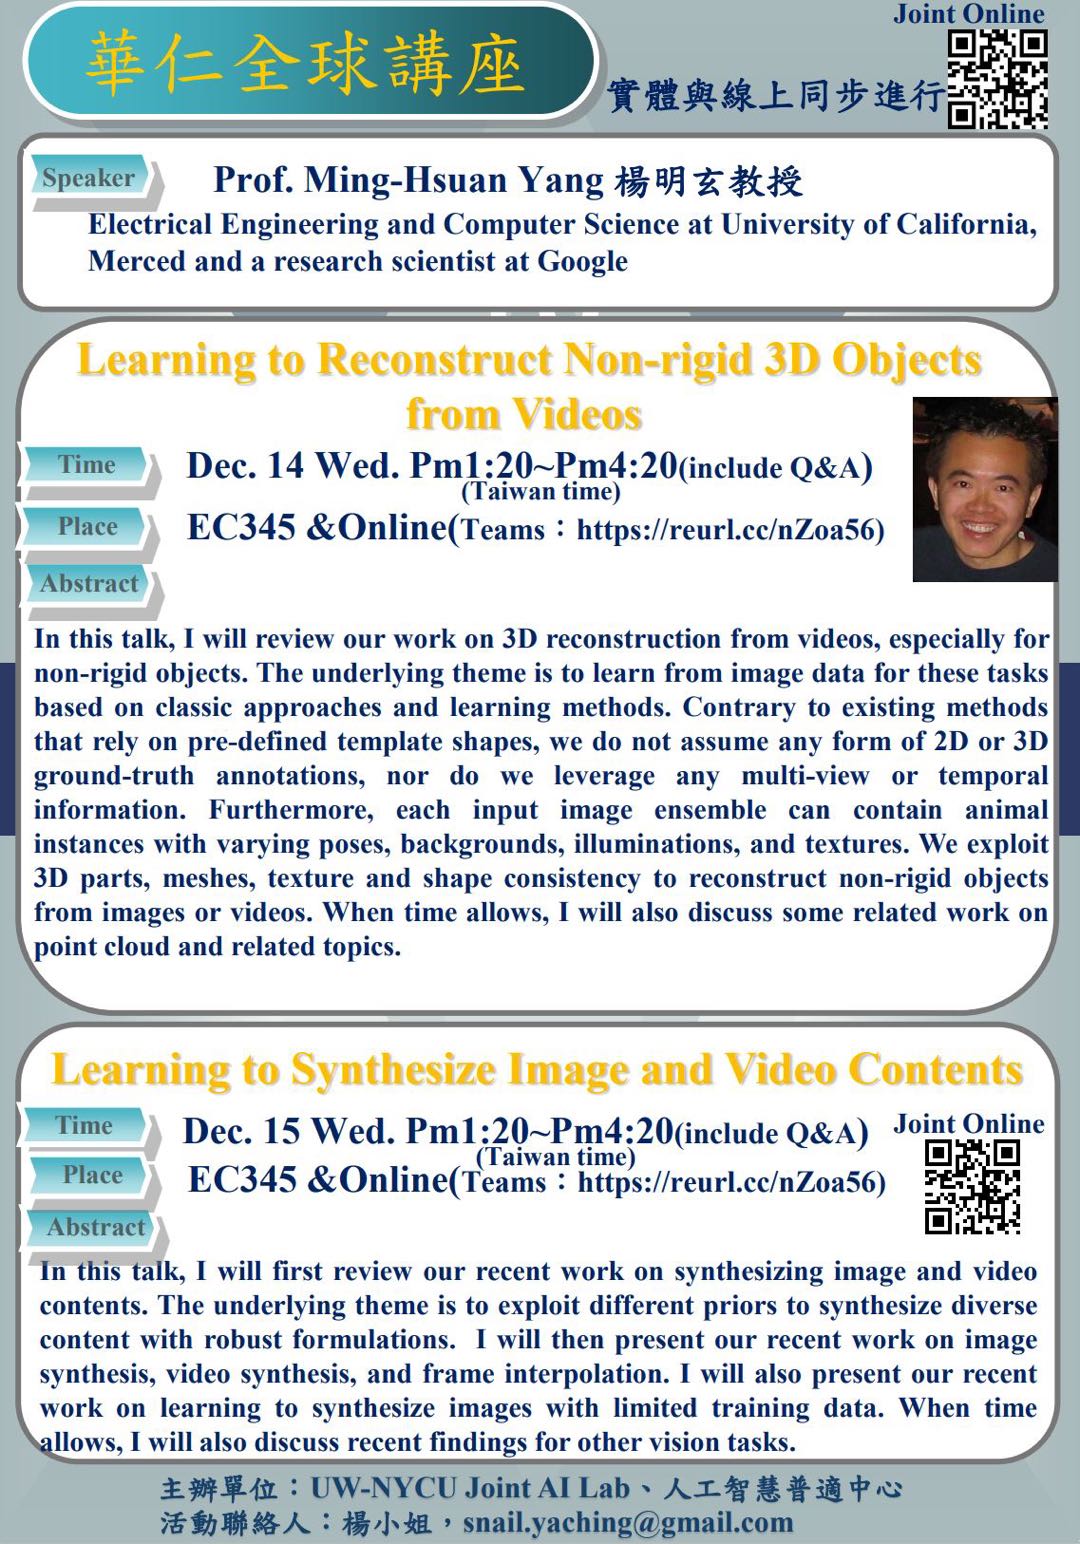 Joint Online
華仁全球講座
實體與線上同步進行
Speaker
Prof. Ming-Hsuan Yang 楊明玄教授
Electrical Engineering and Computer Science at University of California,
Merced and a research scientist at Google
Learning to Reconstruct Non-rigid 3D Objects
from Videos
Time
Dec. 14 Wed. Pm1:20~Pm4:20(include Q&A)
(Taiwan time)
Place
EC345 &Online(Teams：https://reurl.cc/nZoa56)
Abstract
In this talk, I will review our work on 3D reconstruction from videos, especially for
non-rigid objects. The underlying theme is to learn from image data for these tasks
based on classic approaches and learning methods. Contrary to existing methods
that rely on pre-defined template shapes, we do not assume any form of 2D or 3D
ground-truth annotations, nor do we leverage any multi-view or temporal
information. Furthermore, each input image ensemble can contain animal
instances with varying poses, backgrounds, illuminations, and textures. We exploit
3D parts, meshes, texture and shape consistency to reconstruct non-rigid objects
from images or videos. When time allows, I will also discuss some related work on
point cloud and related topics.
Learning to Synthesize Image and Video Contents
Time
Dec. 15 Wed. Pm1:20~Pm4:20(include Q&A)
Joint Online
(Taiwan time)
Place
EC345 &Online(Teams：https://reurl.cc/nZoa56)
Abstract
In this talk, I will first review our recent work on synthesizing image and video
contents. The underlying theme is to exploit different priors to synthesize diverse
content with robust formulations. I will then present our recent work on image
synthesis, video synthesis, and frame interpolation. I will also present our recent
work on learning to synthesize images with limited training data. When time
allows, I will also discuss recent findings for other vision tasks.
主辦單位：UW-NYCU Joint AI Lab、人工智慧普適中心
活動聯絡人：楊小姐，snail.yaching@gmail.com